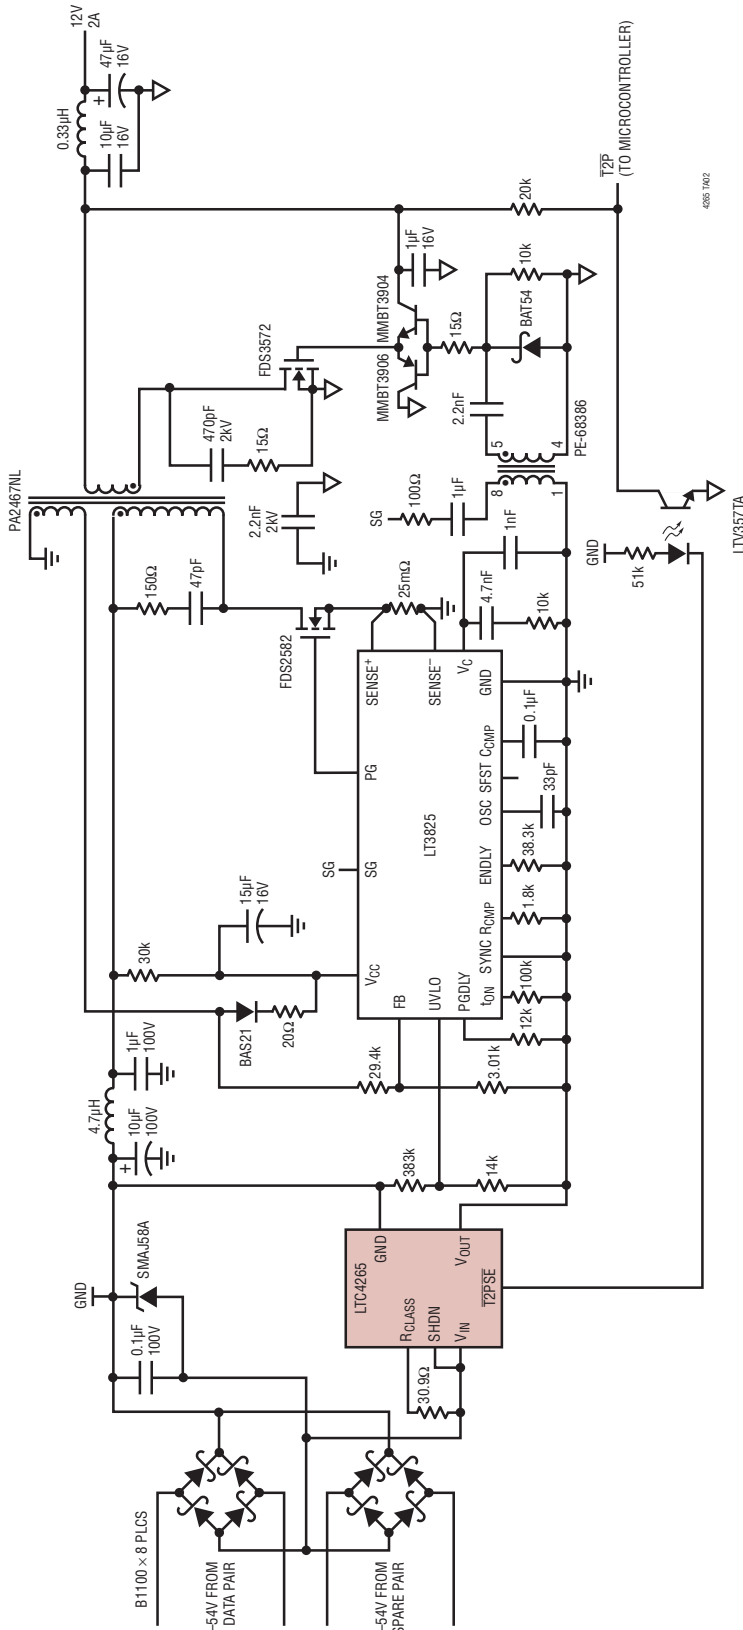 12V
2A
0.33µH
47µF
16V
+
10µF
16V
T2P
(TO MICROCONTROLLER)
4265 TA02
20k
1µF
16V
10k
MMBT3904
15Ω
BAT54
MMBT3906
FDS3572
470pF
2kV
15Ω
2.2nF
5
4
PE-68386
PA2467NL
2.2nF
2kV
SG
100Ω
1µF
8
1
1nF
GND
51k
LTV357TA
150Ω
47pF
FDS2582
25mΩ
4.7nF
10k
SENSE+
SENSE−
VC
GND
PG
CCMP
0.1µF
SFST
OSC
33pF
LT3825
SG
SG
ENDLY
38.3k
RCMP
1.8k
SYNC
15µF
16V
30k
VCC
BAS21
20Ω
FB
UVLO
PGDLY
tON
100k
12k
29.4k
3.01k
4.7µH
1µF
100V
10µF
100V
+
383k
14k
GND
SMAJ58A
0.1µF
100V
LTC4265
GND
VOUT
RCLASS
SHDN
VIN
T2PSE
30.9Ω
B1100 × 8 PLCS
–54V FROM
DATA PAIR
–54V FROM
SPARE PAIR